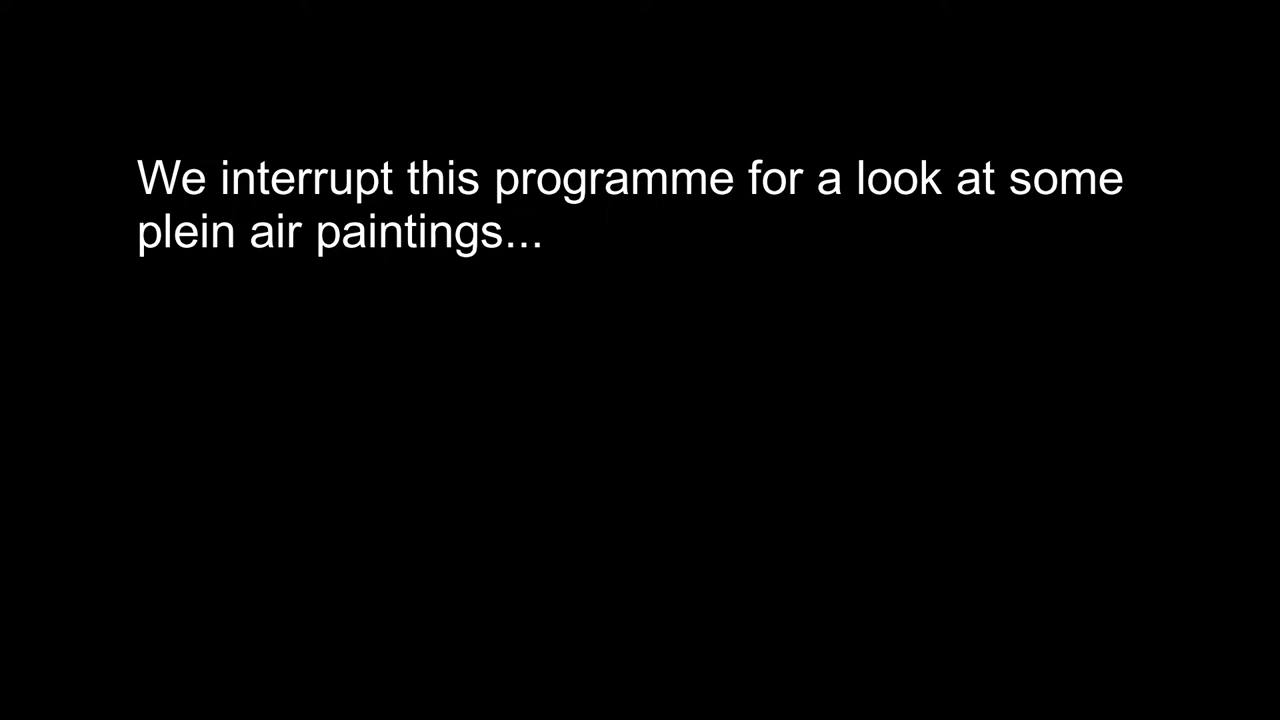 We interrupt this programme for a look at some
plein air paintings...